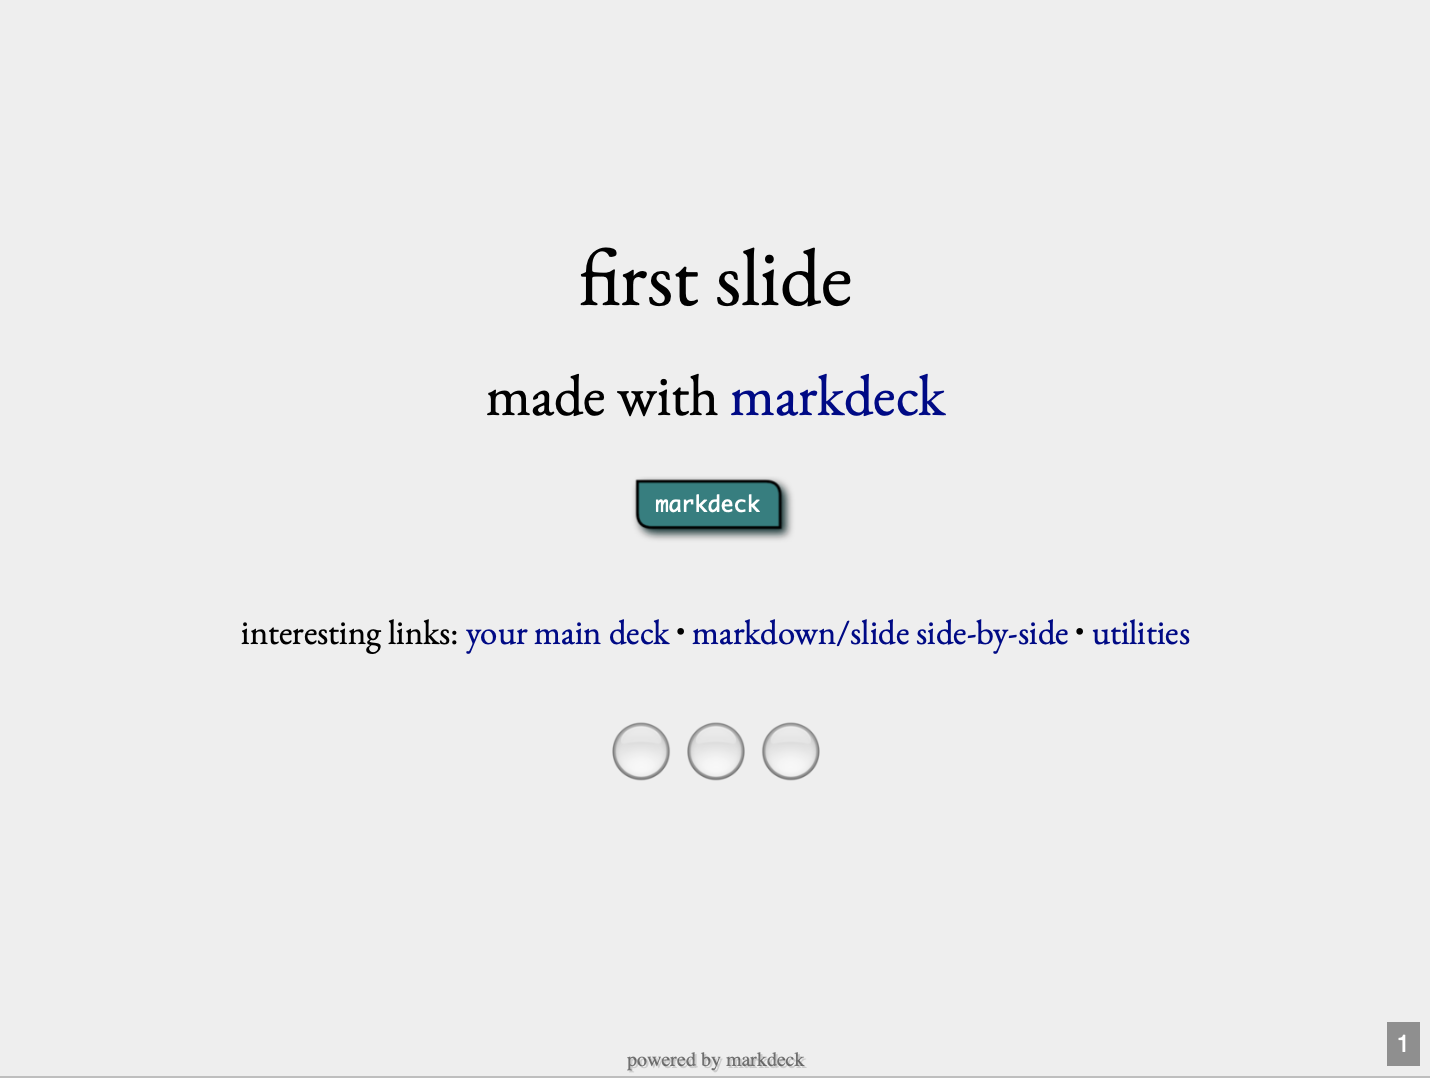 first slide
made with markdeck
markdeck
interesting links: your main deck • markdown/slide side-by-side • utilities
powered by markdeck
1